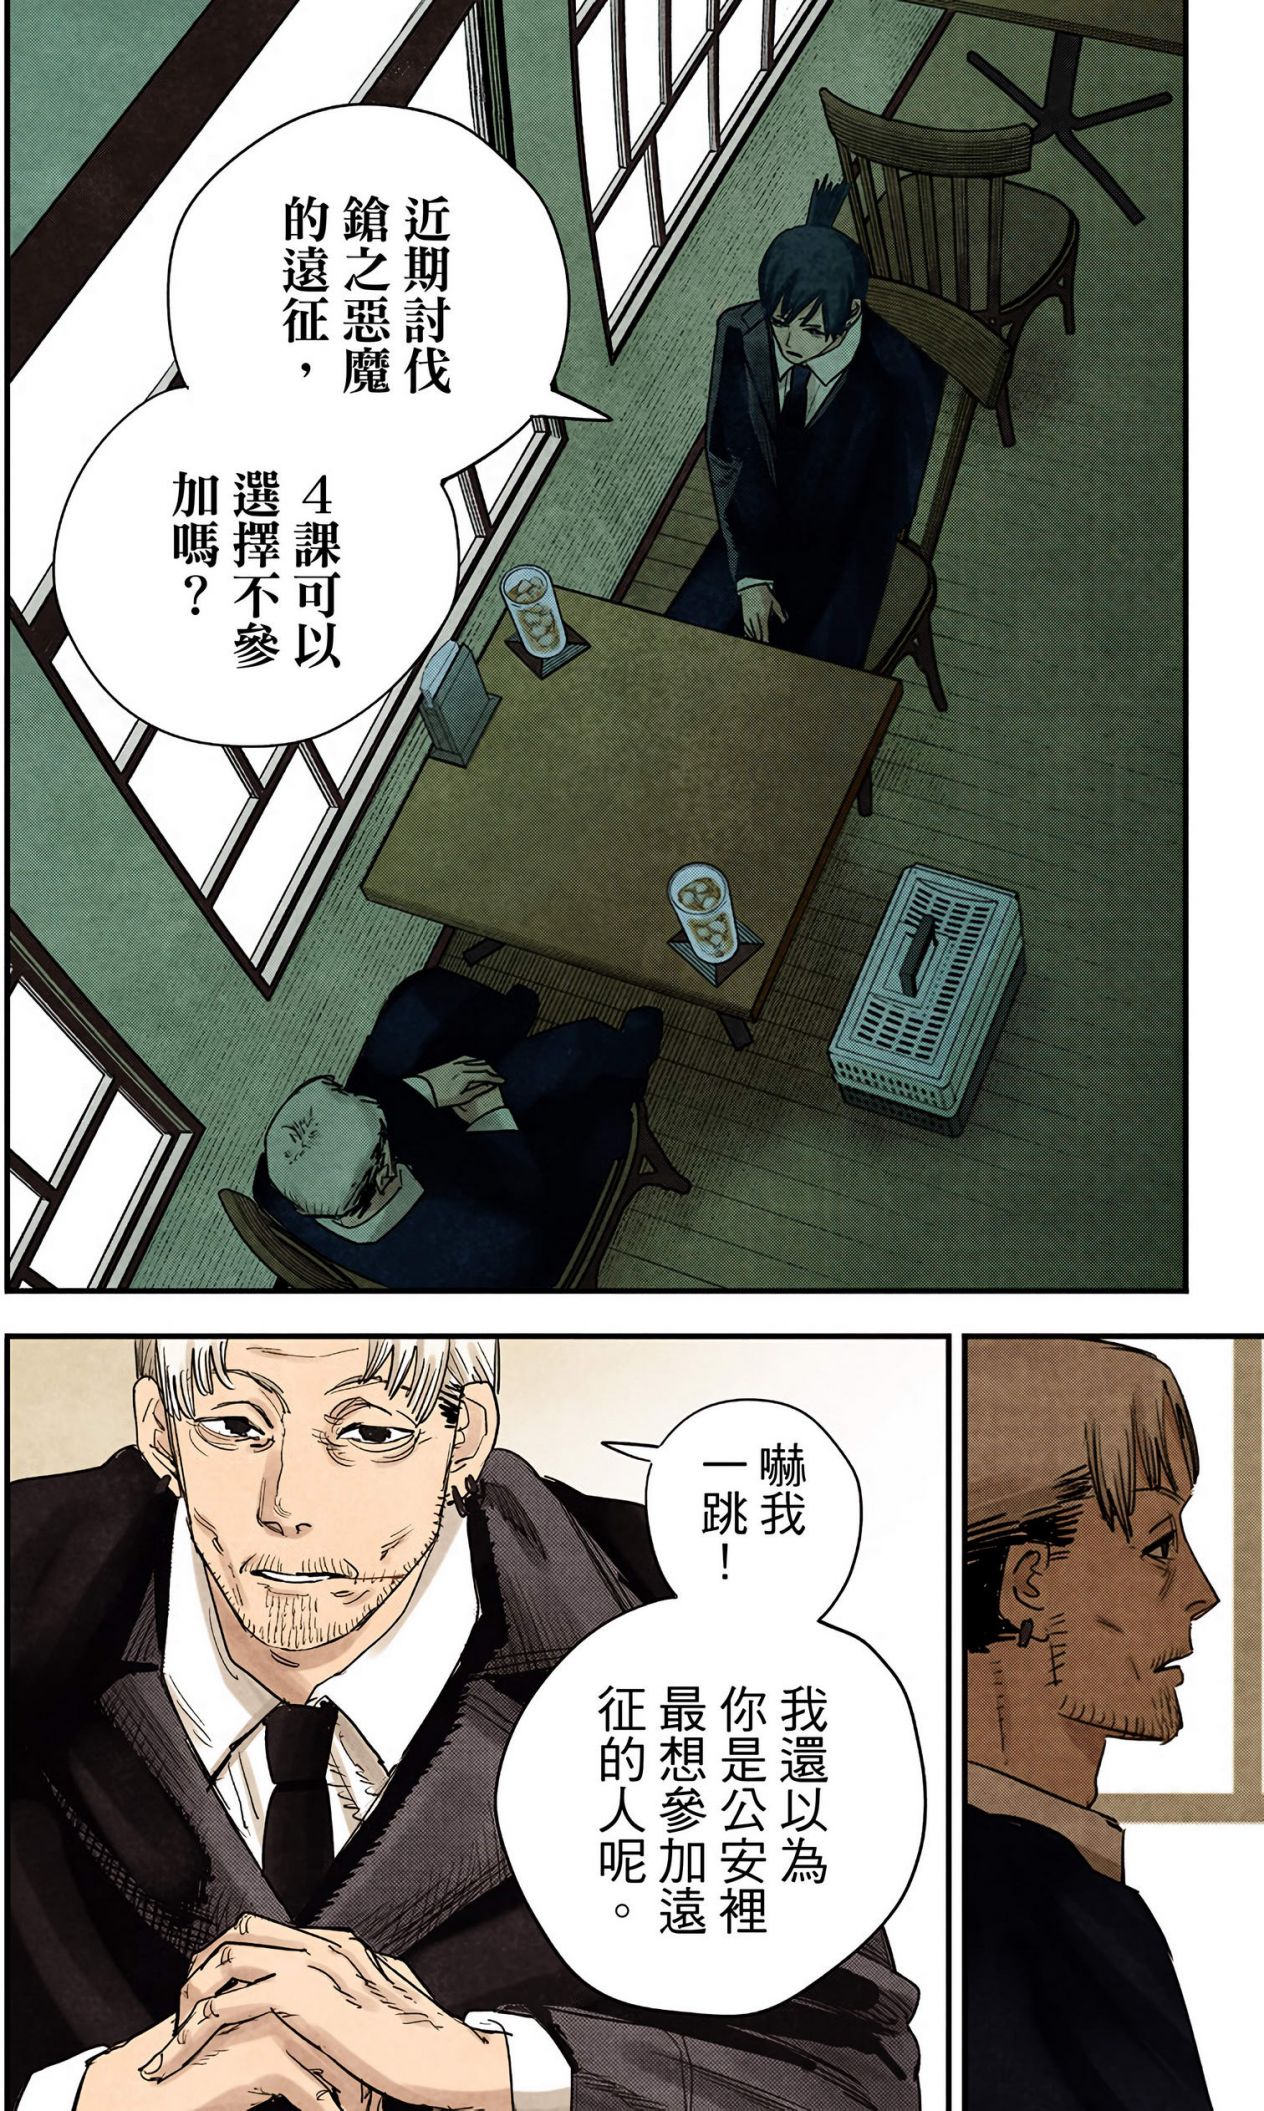 近期討伐
鎗之惡魔
的遠征，
4課可以
選擇不參
加嗎？
嚇我
一跳！
我還以為
你是公安裡
最想參加遠
征的人呢。